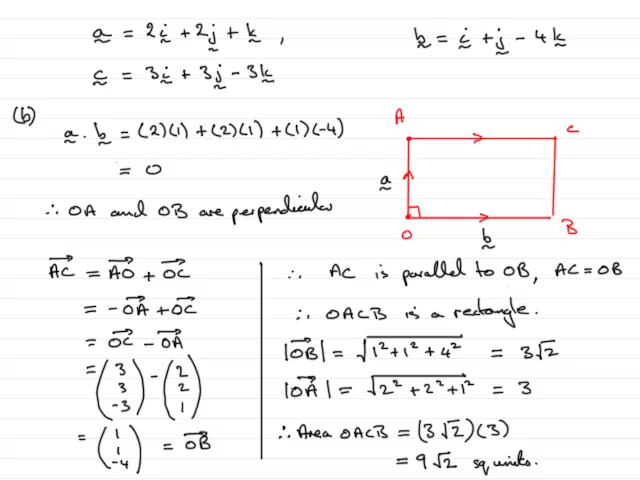 a = 2i + 2j + k, b = i + j - 4k
c = 3i + 3j - 3k
(b)
a . b = (2)(1) + (2)(1) + (1)(-4)
= 0
∴ OA and OB are perpendicular
A
C
a
O
b
B
AC = AO + OC
= -OA + OC
= OC - OA
= (3 3 -3) - (2 2 1)
= (1 1 -4) = OB
∴ AC is parallel to OB, AC = OB
∴ OACB is a rectangle.
|OB| = √1² + 1² + 4² = 3√2
|OA| = √2² + 2² + 1² = 3
∴ Area OACB = (3√2)(3)
= 9√2 sq units.